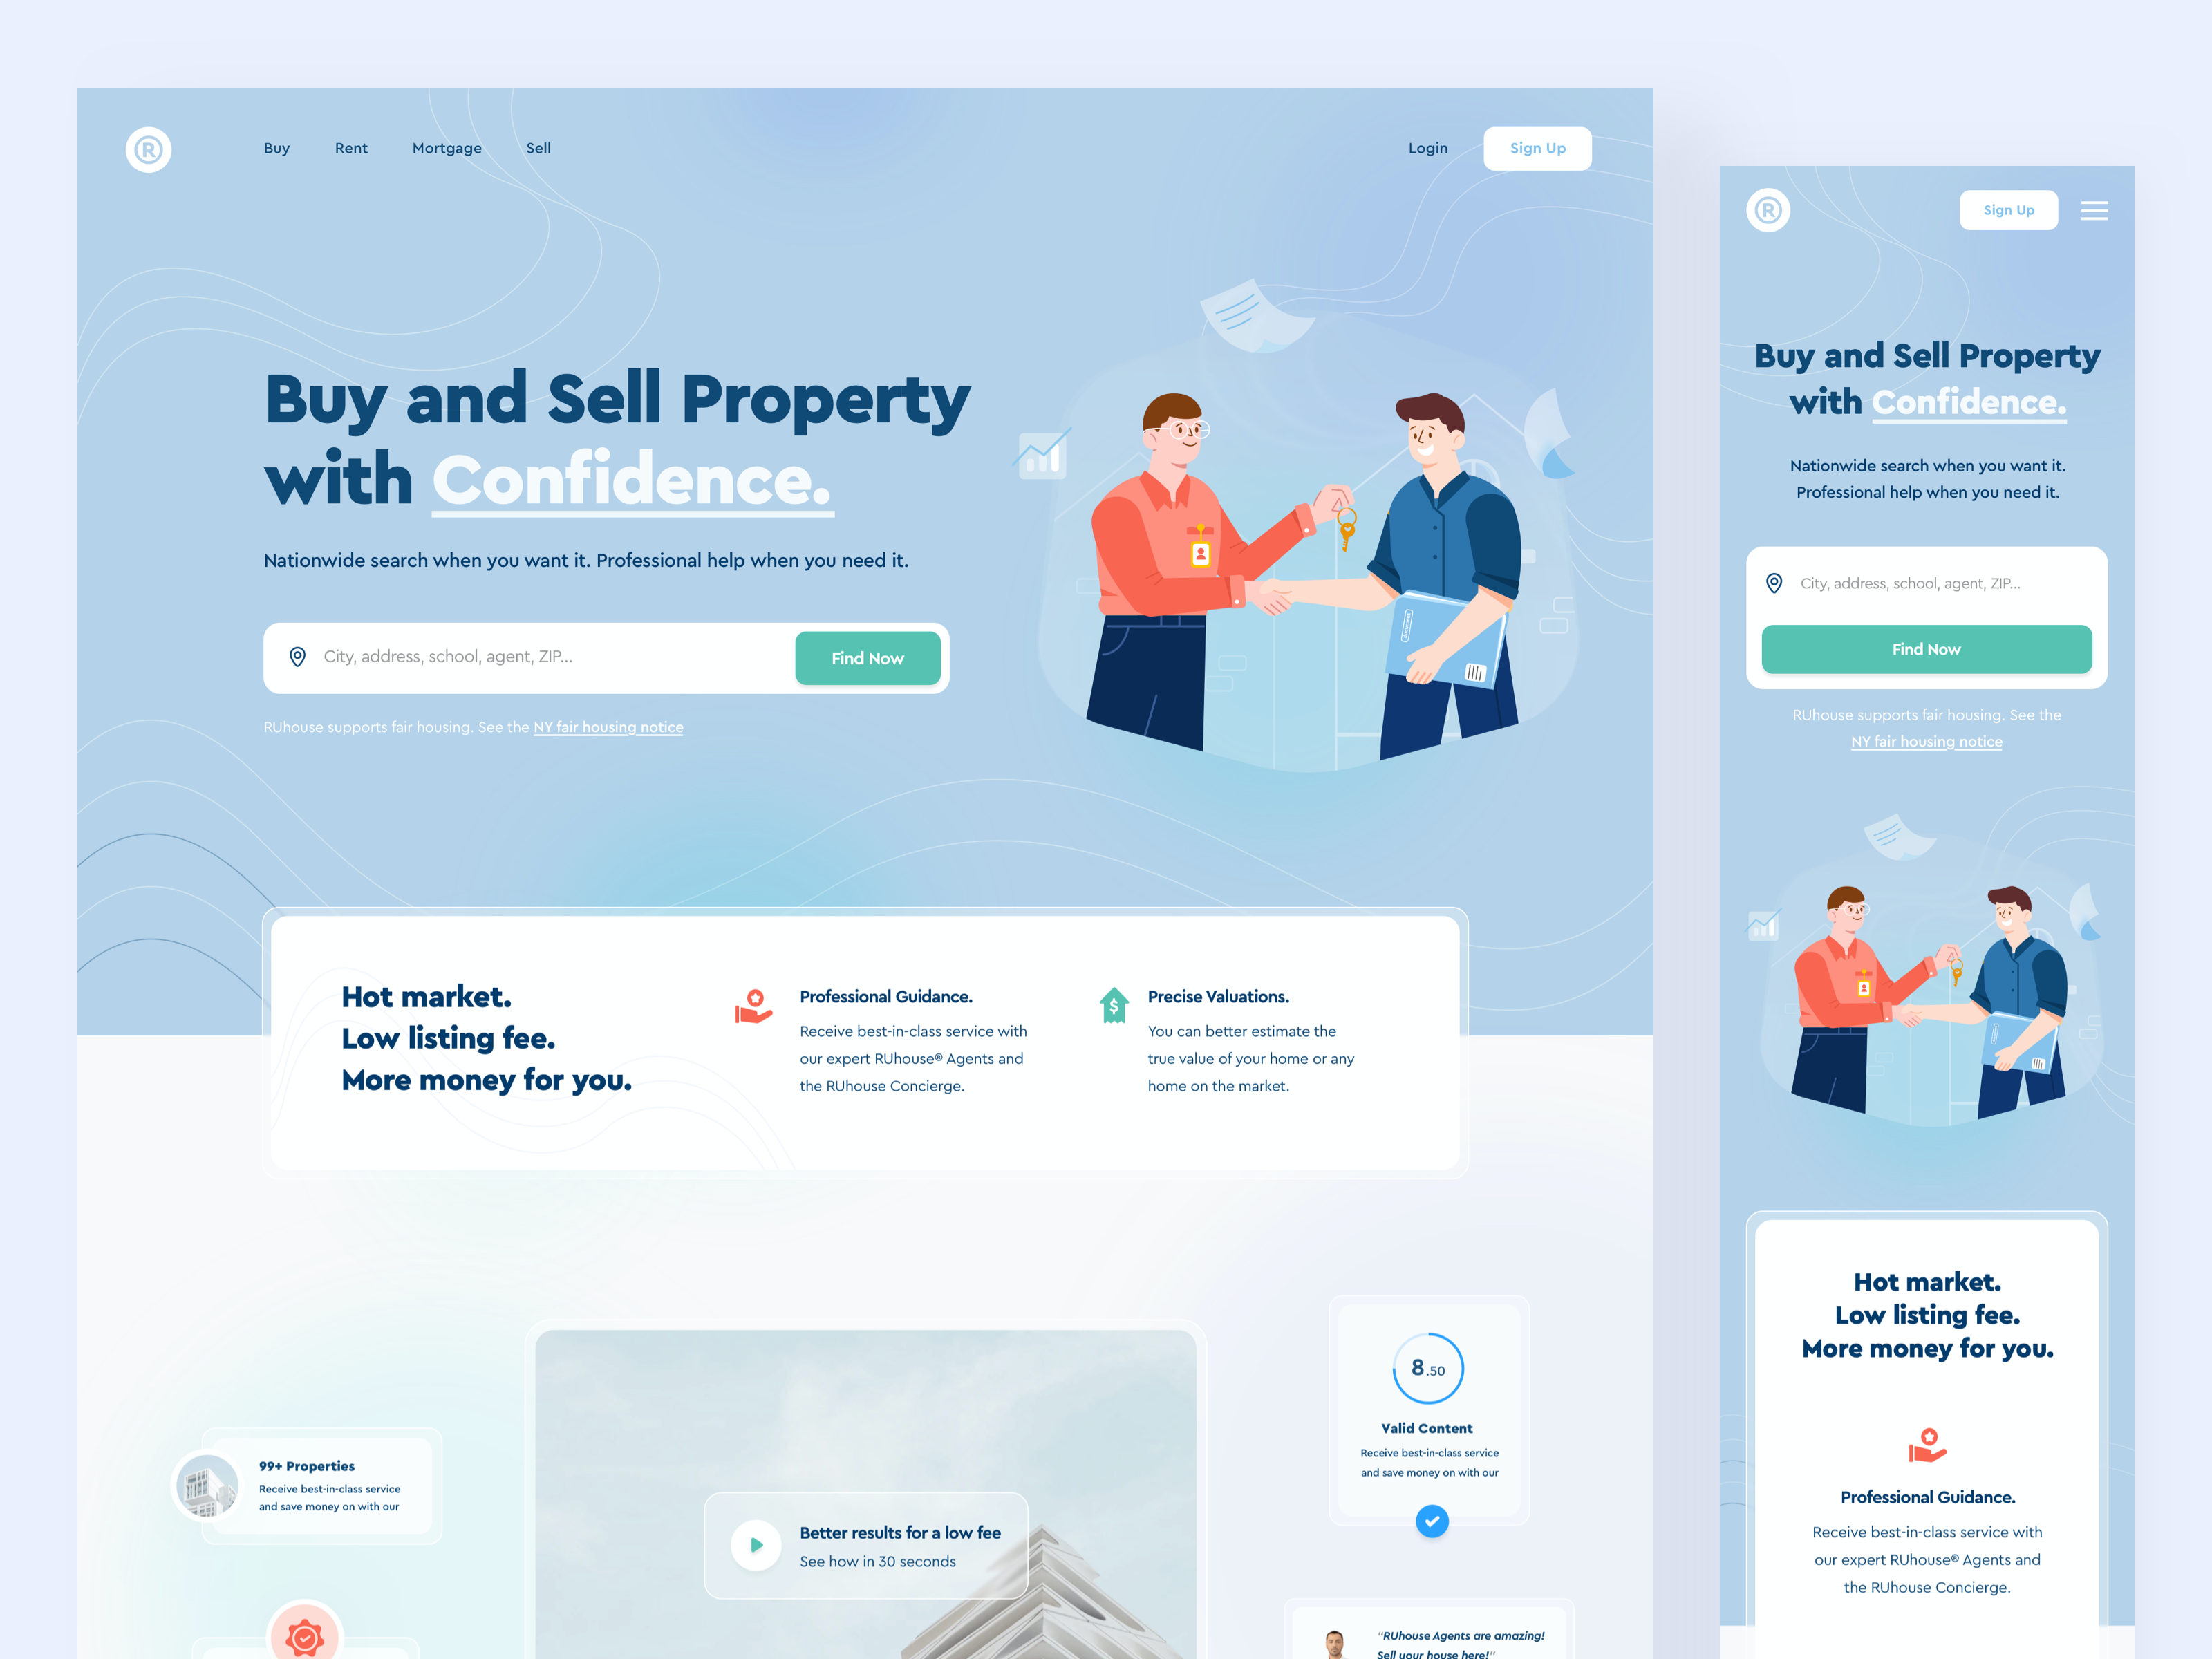 R
Buy
Rent
Mortgage
Sell
Login
Sign Up
Buy and Sell Property
with Confidence.
Nationwide search when you want it. Professional help when you need it.
City, address, school, agent, ZIP...
Find Now
RUhouse supports fair housing. See the NY fair housing notice
Hot market.
Low listing fee.
More money for you.
Professional Guidance.
Receive best-in-class service with
our expert RUhouse® Agents and
the RUhouse Concierge.
$
Precise Valuations.
You can better estimate the
true value of your home or any
home on the market.
99+ Properties
Receive best-in-class service
and save money on with our
Better results for a low fee
See how in 30 seconds
8.50
Valid Content
Receive best-in-class service
and save money on with our
"RUhouse Agents are amazing!
Sell your house here!"
R
Sign Up
Buy and Sell Property
with Confidence.
Nationwide search when you want it.
Professional help when you need it.
City, address, school, agent, ZIP...
Find Now
RUhouse supports fair housing. See the
NY fair housing notice
Hot market.
Low listing fee.
More money for you.
Professional Guidance.
Receive best-in-class service with
our expert RUhouse® Agents and
the RUhouse Concierge.